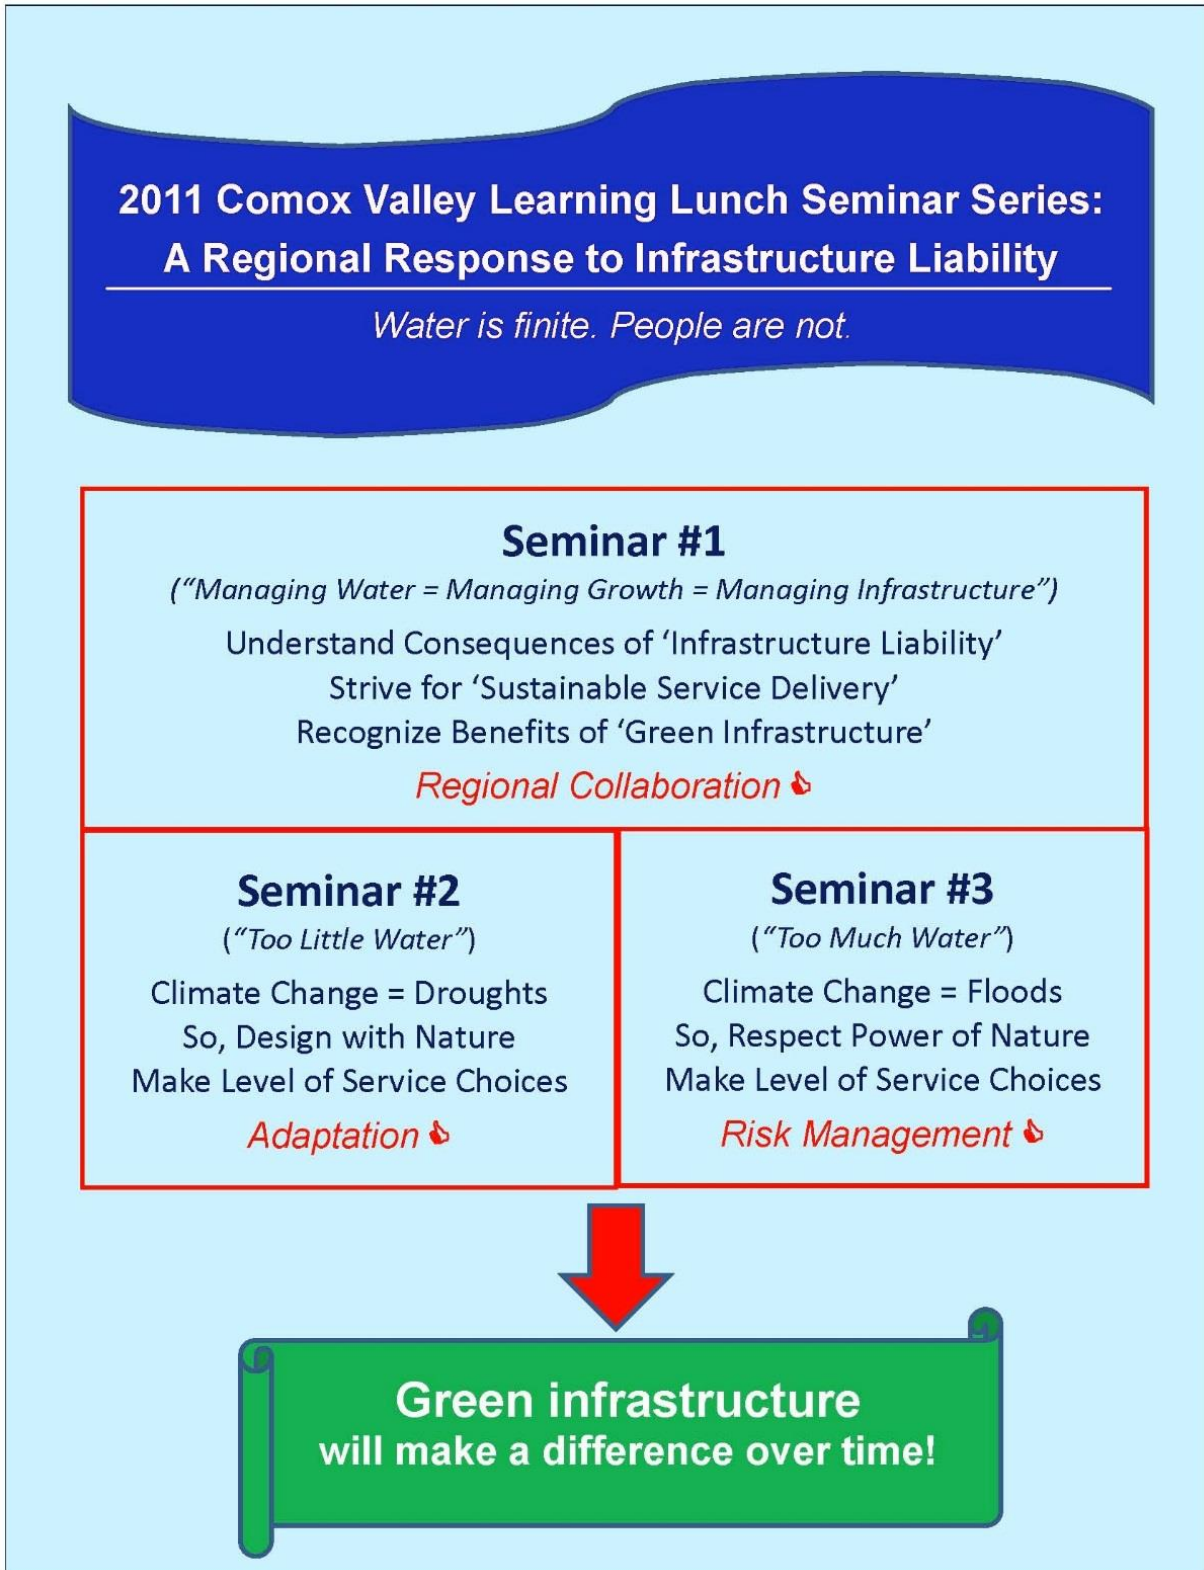 2011 Comox Valley Learning Lunch Seminar Series:
A Regional Response to Infrastructure Liability
Water is finite. People are not.
Seminar #1
(“Managing Water = Managing Growth = Managing Infrastructure”)
Understand Consequences of ‘Infrastructure Liability’
Strive for ‘Sustainable Service Delivery’
Recognize Benefits of ‘Green Infrastructure’
Regional Collaboration
Seminar #2
(“Too Little Water”)
Climate Change = Droughts
So, Design with Nature
Make Level of Service Choices
Adaptation
Seminar #3
(“Too Much Water”)
Climate Change = Floods
So, Respect Power of Nature
Make Level of Service Choices
Risk Management
Green infrastructure
will make a difference over time!